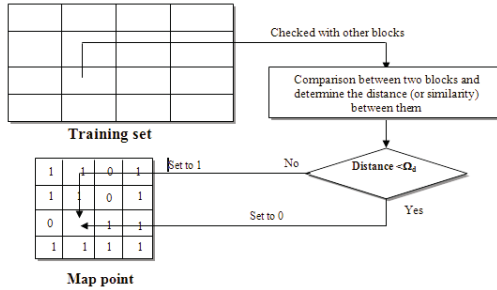 Checked with other blocks
Comparison between two blocks and
determine the distance (or similarity)
between them
Training set
Distance <Ωd
No
Set to 1
Yes
Set to 0
1 1 0 1
1 1 0 1
0 1 1
1 1 1 1
Map point